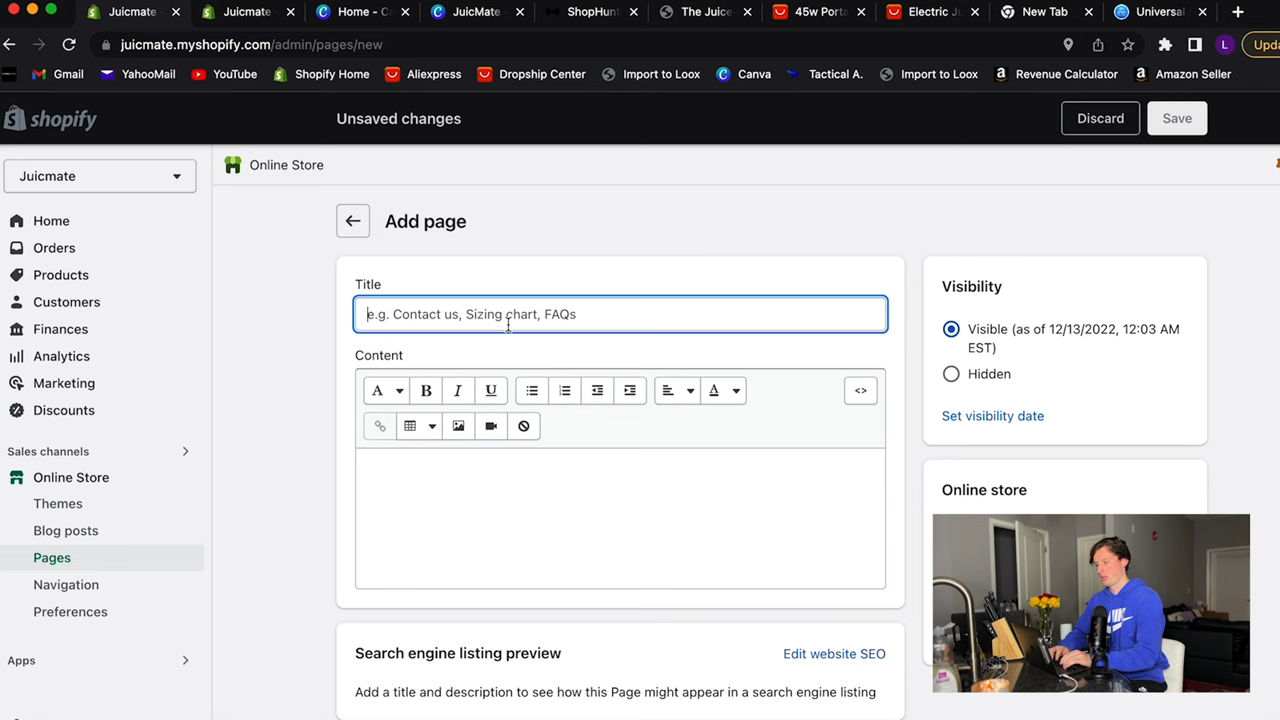 Juicmate
Juicmate
Home - C
JuicMate -
ShopHunt
The Juice
45w Porta
Electric Ju
New Tab
Universal
juicmate.myshopify.com/admin/pages/new
L
Upda
Gmail
YahooMail
YouTube
Shopify Home
Aliexpress
Dropship Center
Import to Loox
Canva
Tactical A.
Import to Loox
Revenue Calculator
Amazon Seller
shopify
Unsaved changes
Discard
Save
Juicmate
Online Store
Home
Orders
Products
Customers
Finances
Analytics
Marketing
Discounts
Sales channels
Online Store
Themes
Blog posts
Pages
Navigation
Preferences
Apps
Add page
Title
e.g. Contact us, Sizing chart, FAQs
Content
A
B
I
U
A
<>
Search engine listing preview
Edit website SEO
Add a title and description to see how this Page might appear in a search engine listing
Visibility
Visible (as of 12/13/2022, 12:03 AM
EST)
Hidden
Set visibility date
Online store